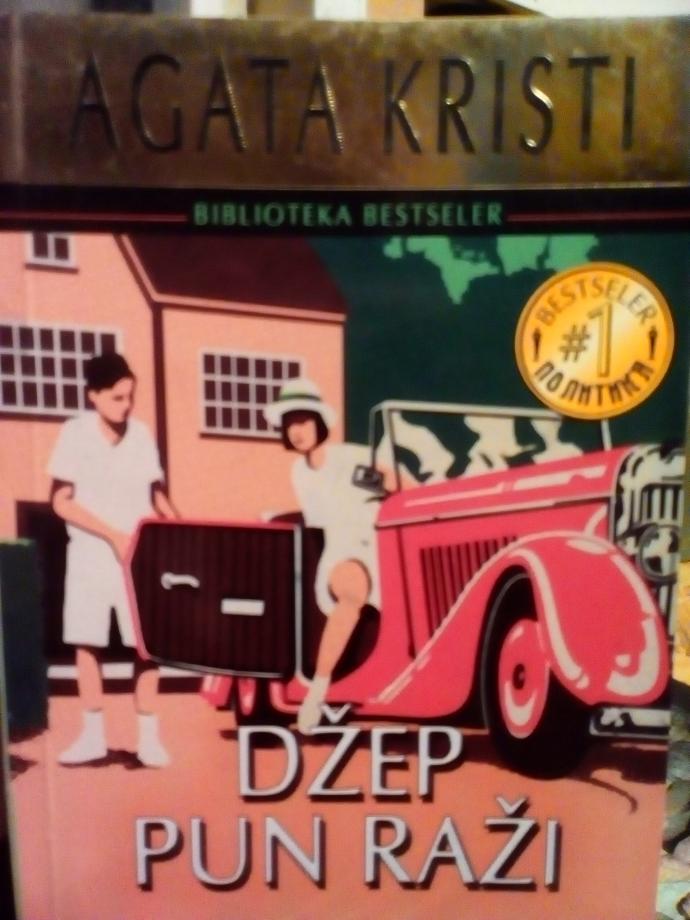 AGATA KRISTI
BIBLIOTEKA BESTSELER
BESTSELER
#1
ПОЛИТИКА
DŽEP
PUN RAŽI